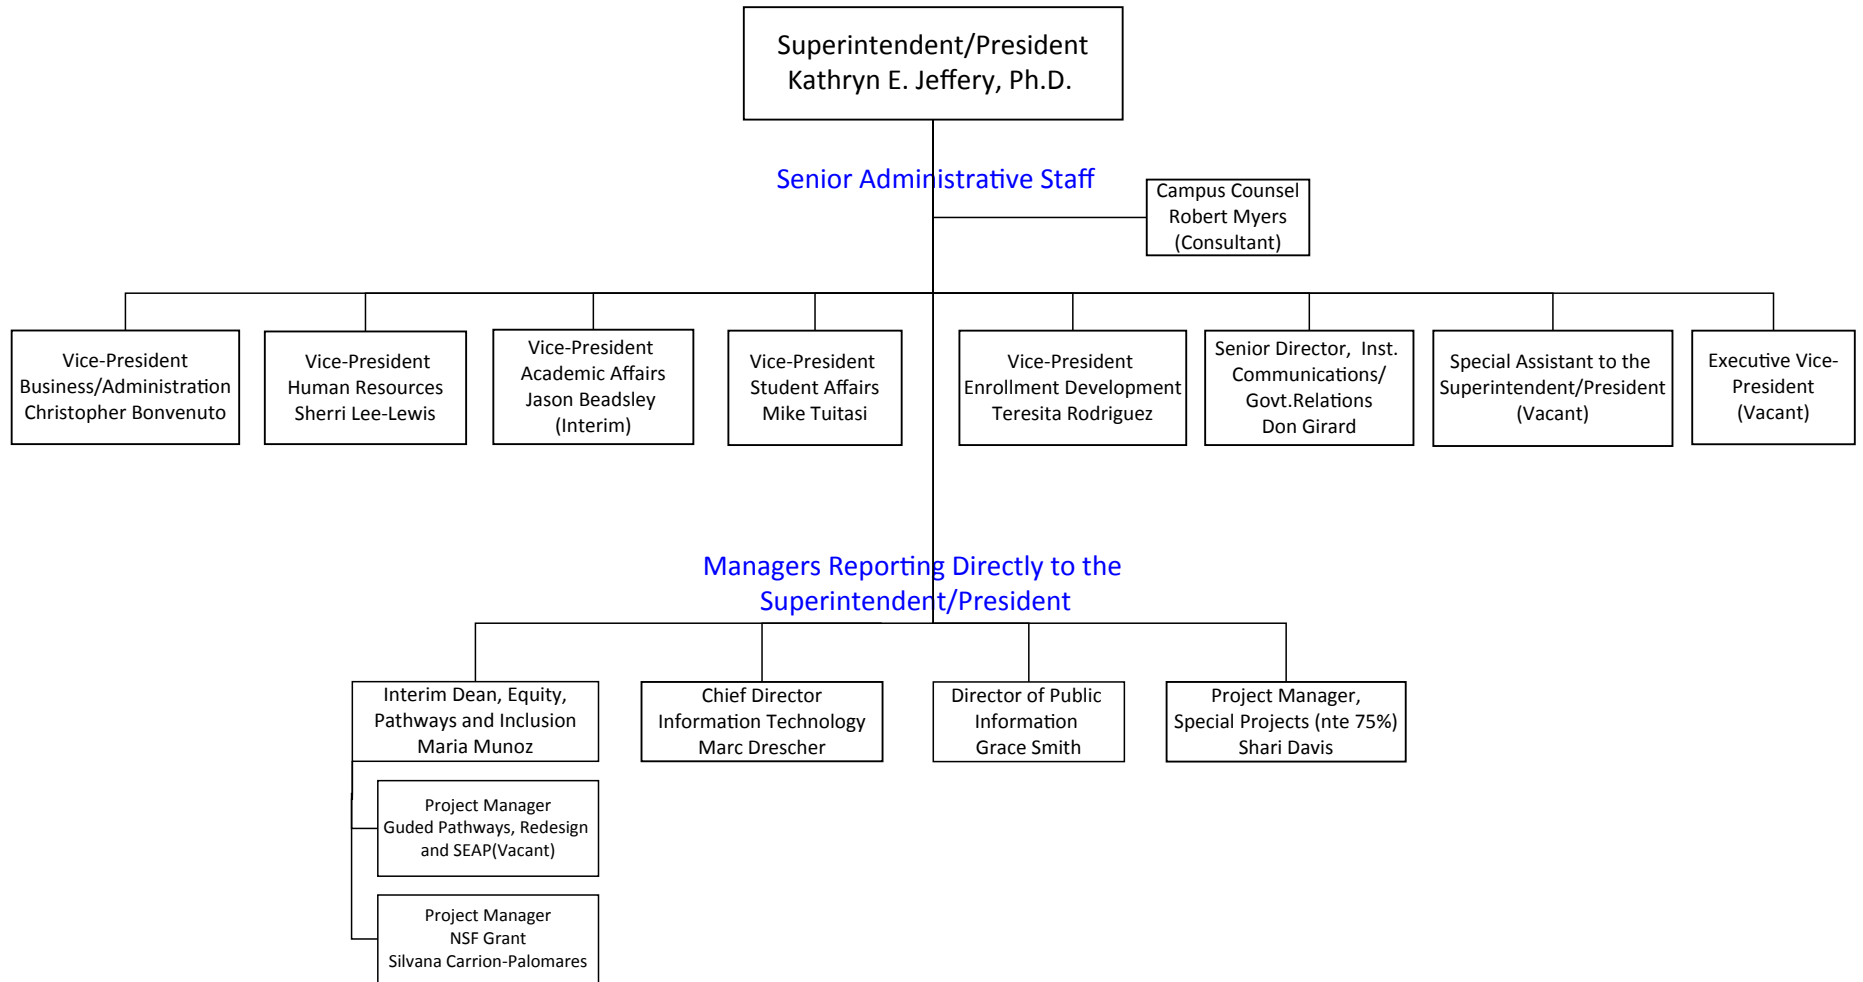 Superintendent/President
Kathryn E. Jeffery, Ph.D.
Senior Administrative Staff
Campus Counsel
Robert Myers
(Consultant)
Vice-President
Business/Administration
Christopher Bonvenuto
Vice-President
Human Resources
Sherri Lee-Lewis
Vice-President
Academic Affairs
Jason Beadsley
(Interim)
Vice-President
Student Affairs
Mike Tuitasi
Vice-President
Enrollment Development
Teresita Rodriguez
Senior Director, Inst.
Communications/
Govt.Relations
Don Girard
Special Assistant to the
Superintendent/President
(Vacant)
Executive Vice-
President
(Vacant)
Managers Reporting Directly to the
Superintendent/President
Interim Dean, Equity,
Pathways and Inclusion
Maria Munoz
Chief Director
Information Technology
Marc Drescher
Director of Public
Information
Grace Smith
Project Manager,
Special Projects (nte 75%)
Shari Davis
Project Manager
Guded Pathways, Redesign
and SEAP(Vacant)
Project Manager
NSF Grant
Silvana Carrion-Palomares